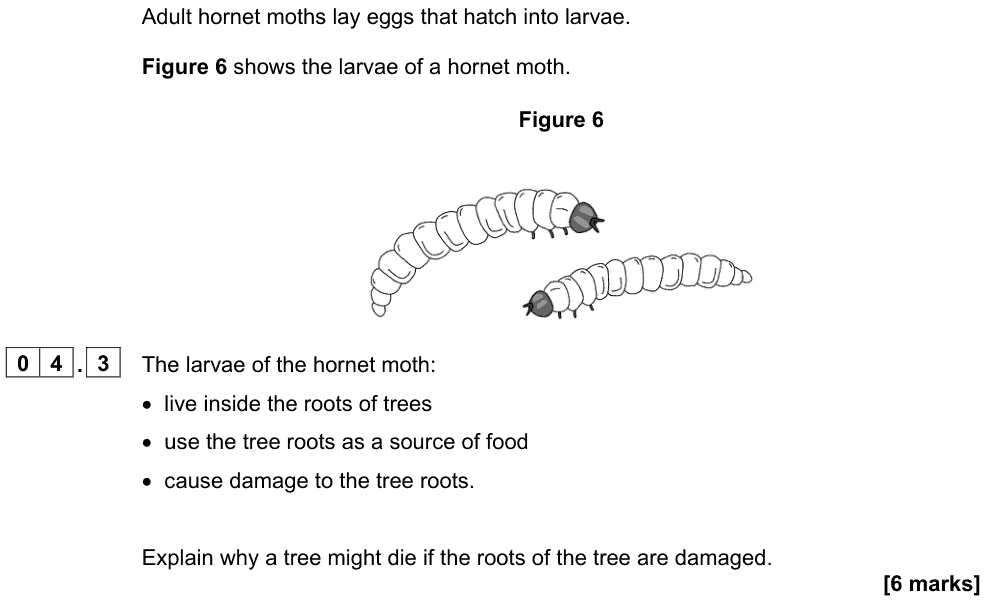 Adult hornet moths lay eggs that hatch into larvae.
Figure 6 shows the larvae of a hornet moth.
Figure 6
0 4 . 3 The larvae of the hornet moth:
• live inside the roots of trees
• use the tree roots as a source of food
• cause damage to the tree roots.
Explain why a tree might die if the roots of the tree are damaged.
[6 marks]